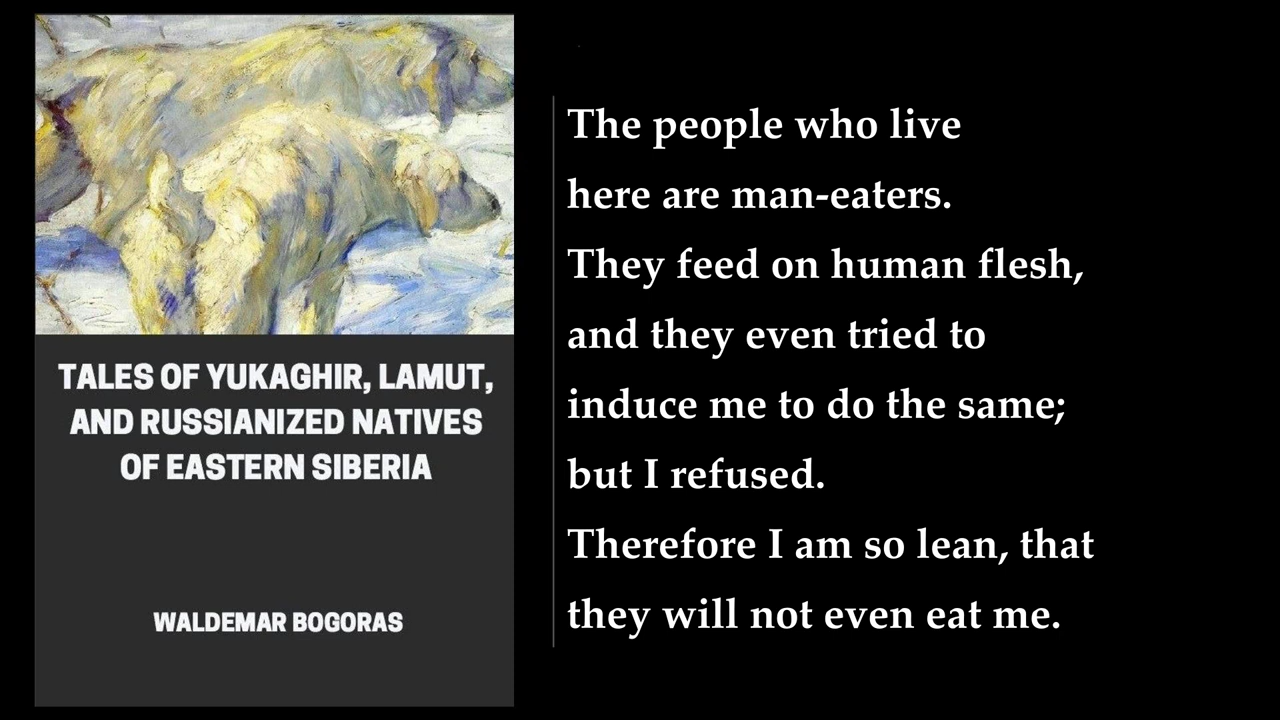 TALES OF YUKAGHIR, LAMUT,
AND RUSSIANIZED NATIVES
OF EASTERN SIBERIA
WALDEMAR BOGORAS
The people who live
here are man-eaters.
They feed on human flesh,
and they even tried to
induce me to do the same;
but I refused.
Therefore I am so lean, that
they will not even eat me.